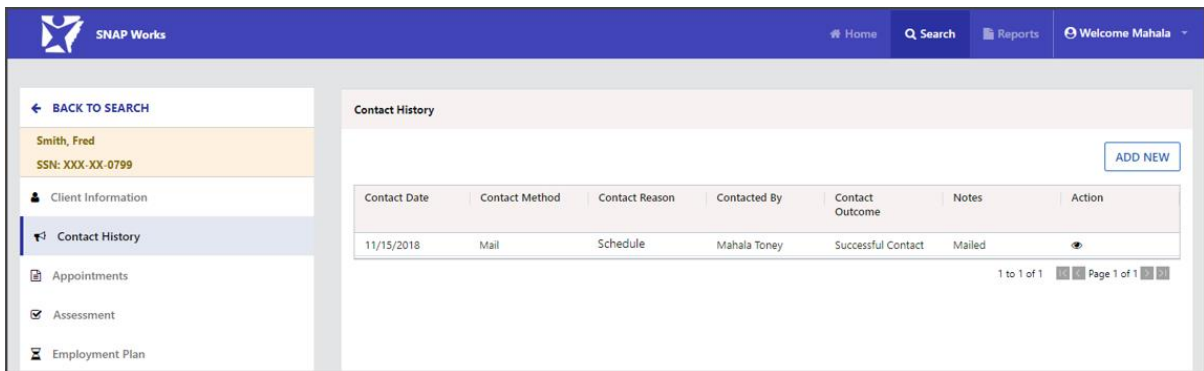 SNAP Works
Home
Search
Reports
Welcome Mahala
BACK TO SEARCH
Smith, Fred
SSN: XXX-XX-0799
Client Information
Contact History
Appointments
Assessment
Employment Plan
Contact History
ADD NEW
Contact Date Contact Method Contact Reason Contacted By Contact Outcome Notes Action
11/15/2018 Mail Schedule Mahala Toney Successful Contact Mailed
1 to 1 of 1 Page 1 of 1